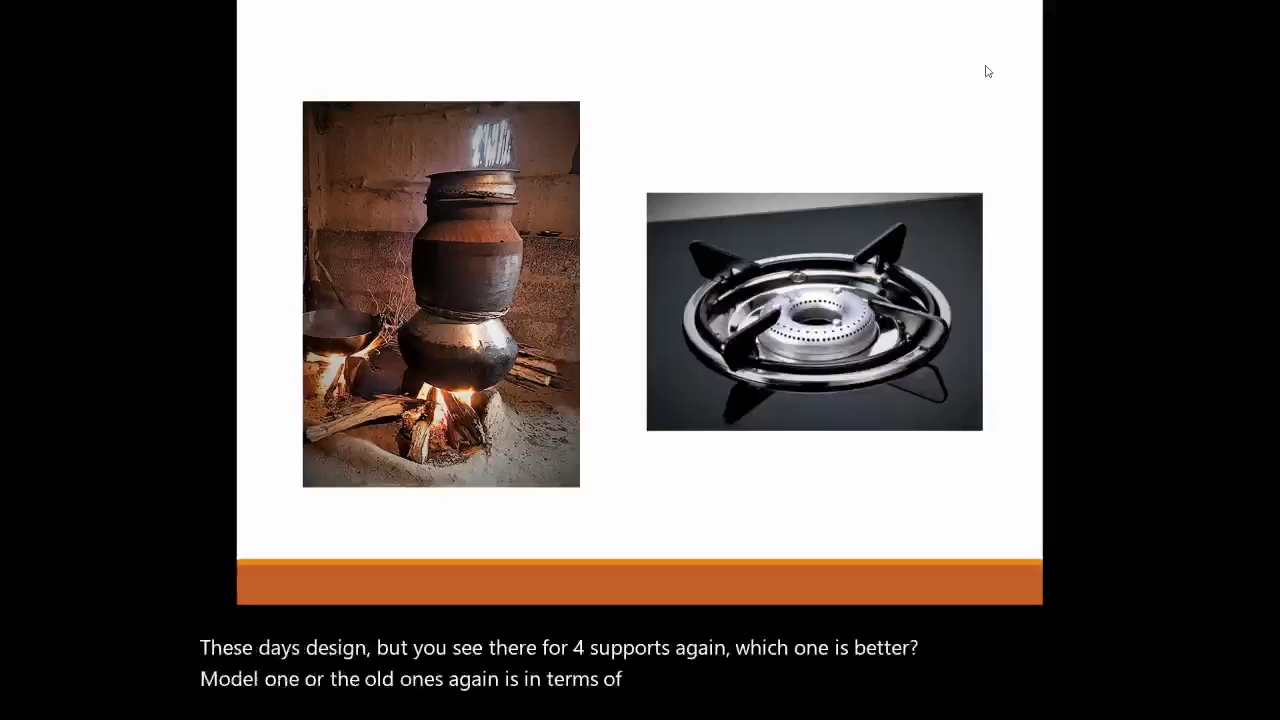 These days design, but you see there for 4 supports again, which one is better?
Model one or the old ones again is in terms of